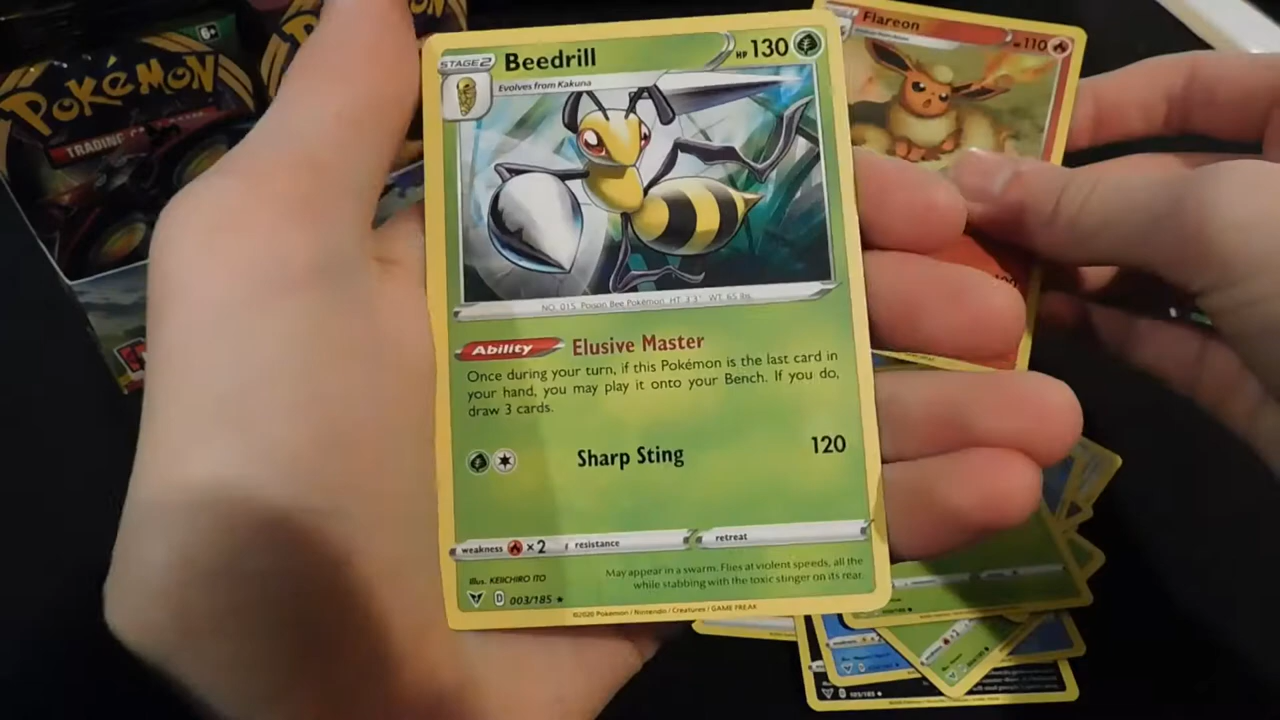 POKéMON
TRADING
6+
STAGE 2
Beedrill
HP 130
Evolves from Kakuna
NO. 015 Poison Bee Pokémon HT: 3'3" WT: 65 lbs.
Ability Elusive Master
Once during your turn, if this Pokémon is the last card in
your hand, you may play it onto your Bench. If you do,
draw 3 cards.
Sharp Sting 120
weakness ×2 resistance retreat
Illus. KEIICHIRO ITO
May appear in a swarm. Flies at violent speeds, all the
while stabbing with the toxic stinger on its rear.
D 003/185 ★
©2020 Pokémon / Nintendo / Creatures / GAME FREAK
Flareon
HP 110
105/185